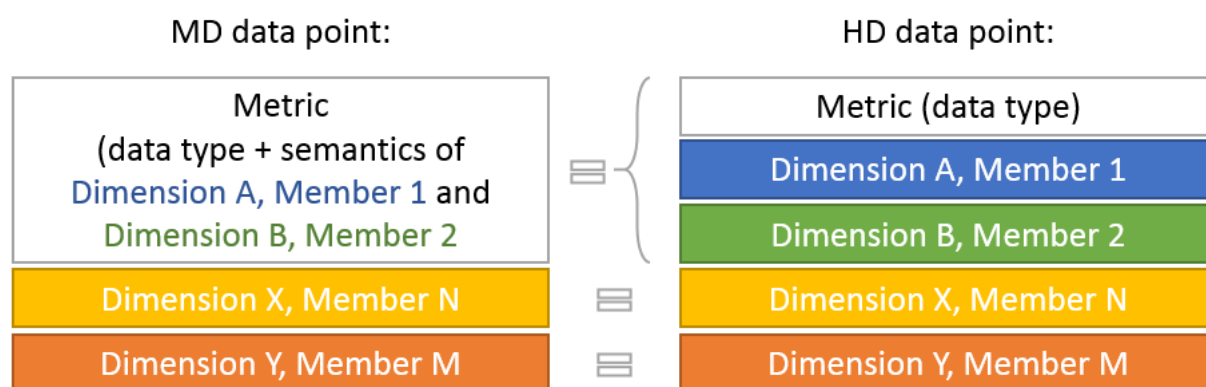 MD data point:
Metric
(data type + semantics of
Dimension A, Member 1 and
Dimension B, Member 2
Dimension X, Member N
Dimension Y, Member M
HD data point:
Metric (data type)
Dimension A, Member 1
Dimension B, Member 2
Dimension X, Member N
Dimension Y, Member M